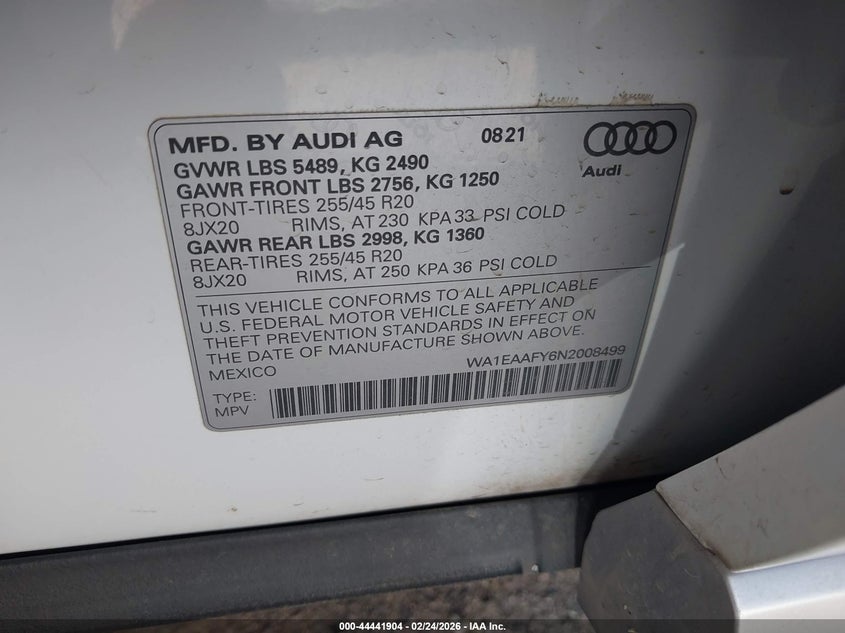 MFD. BY AUDI AG 0821
GVWR LBS 5489, KG 2490
Audi
GAWR FRONT LBS 2756, KG 1250
FRONT-TIRES 255/45 R20
8JX20 RIMS, AT 230 KPA 33 PSI COLD
GAWR REAR LBS 2998, KG 1360
REAR-TIRES 255/45 R20
8JX20 RIMS, AT 250 KPA 36 PSI COLD
THIS VEHICLE CONFORMS TO ALL APPLICABLE
U.S. FEDERAL MOTOR VEHICLE SAFETY AND
THEFT PREVENTION STANDARDS IN EFFECT ON
THE DATE OF MANUFACTURE SHOWN ABOVE.
MEXICO WA1EAAFY6N2008499
TYPE:
MPV
000-44441904 | 02/24/2026 - IAA Inc.